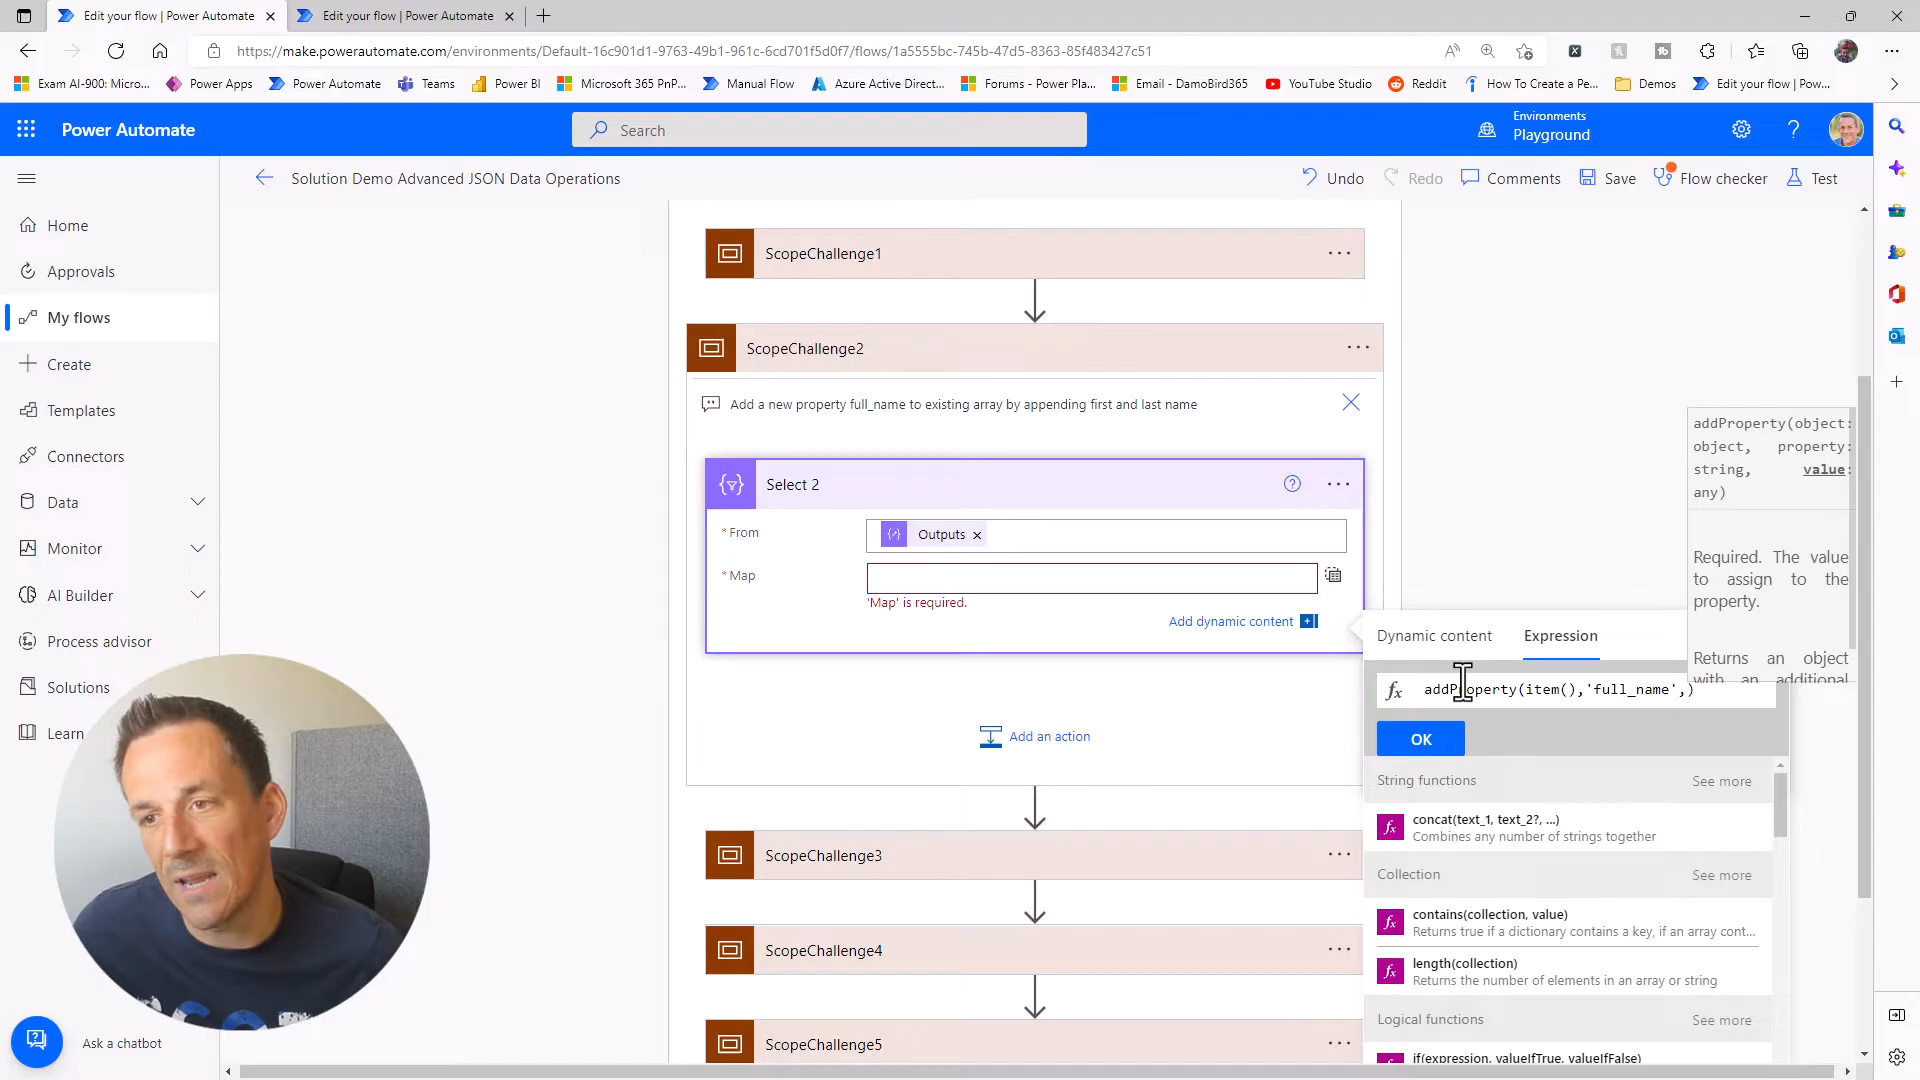 Edit your flow | Power Automate
Edit your flow | Power Automate
https://make.powerautomate.com/environments/Default-16c901d1-9763-49b1-961c-6cd701f5d0f7/flows/1a5555bc-745b-47d5-8363-85f483427c51
Exam AI-900: Micro...
Power Apps
Power Automate
Teams
Power BI
Microsoft 365 PnP...
Manual Flow
Azure Active Direct...
Forums - Power Pla...
Email - DamoBird365
YouTube Studio
Reddit
How To Create a Pe...
Demos
Edit your flow | Pow...
Power Automate
Search
Environments
Playground
Solution Demo Advanced JSON Data Operations
Undo
Redo
Comments
Save
Flow checker
Test
Home
Approvals
My flows
Create
Templates
Connectors
Data
Monitor
AI Builder
Process advisor
Solutions
Learn
Ask a chatbot
ScopeChallenge1
ScopeChallenge2
Add a new property full_name to existing array by appending first and last name
Select 2
* From
Outputs
* Map
'Map' is required.
Add dynamic content
Add an action
ScopeChallenge3
ScopeChallenge4
ScopeChallenge5
addProperty(object:
object, property:
string, value:
any)
Required. The value
to assign to the
property.
Returns an object
with an additional
Dynamic content
Expression
fx
addProperty(item(),'full_name',)
OK
String functions
See more
fx
concat(text_1, text_2?, ...)
Combines any number of strings together
Collection
See more
fx
contains(collection, value)
Returns true if a dictionary contains a key, if an array cont...
fx
length(collection)
Returns the number of elements in an array or string
Logical functions
See more
if(expression, valueIfTrue, valueIfFalse)